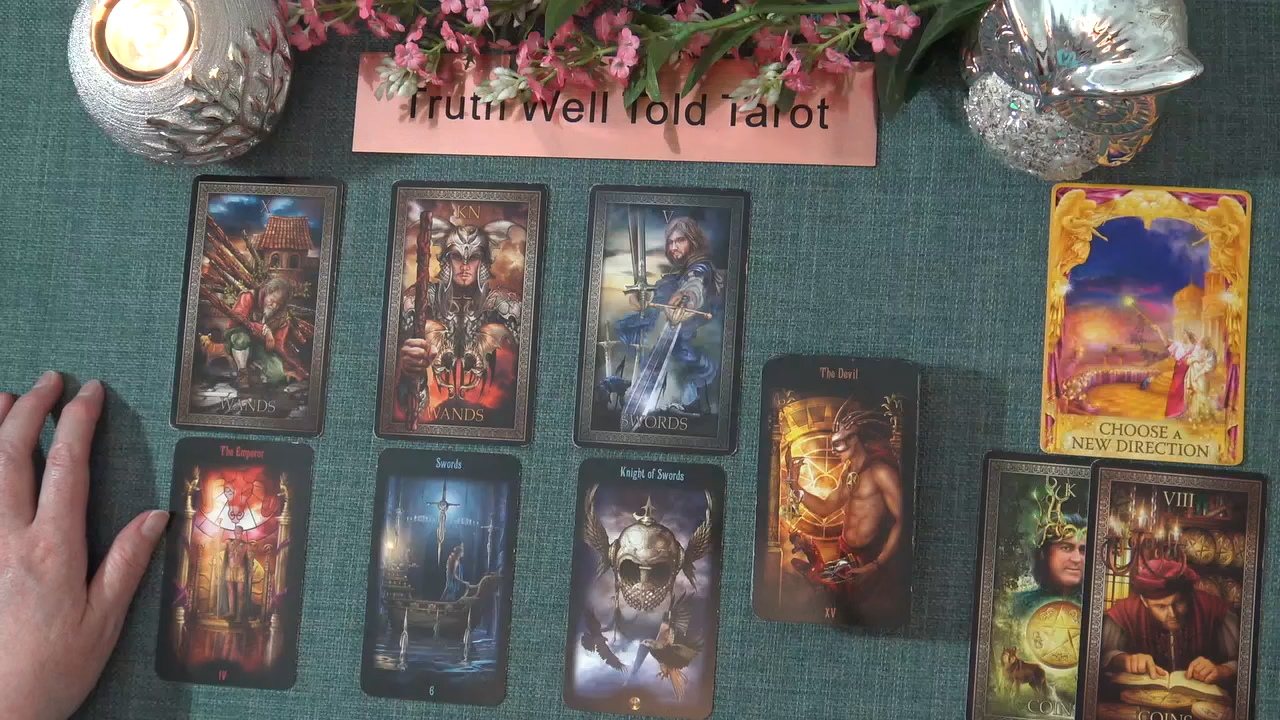 Truth Well Told Tarot
WANDS
KN
WANDS
V
SWORDS
The Devil
XV
CHOOSE A
NEW DIRECTION
The Emperor
IV
Swords
6
Knight of Swords
K
COIN
VIII
COINS